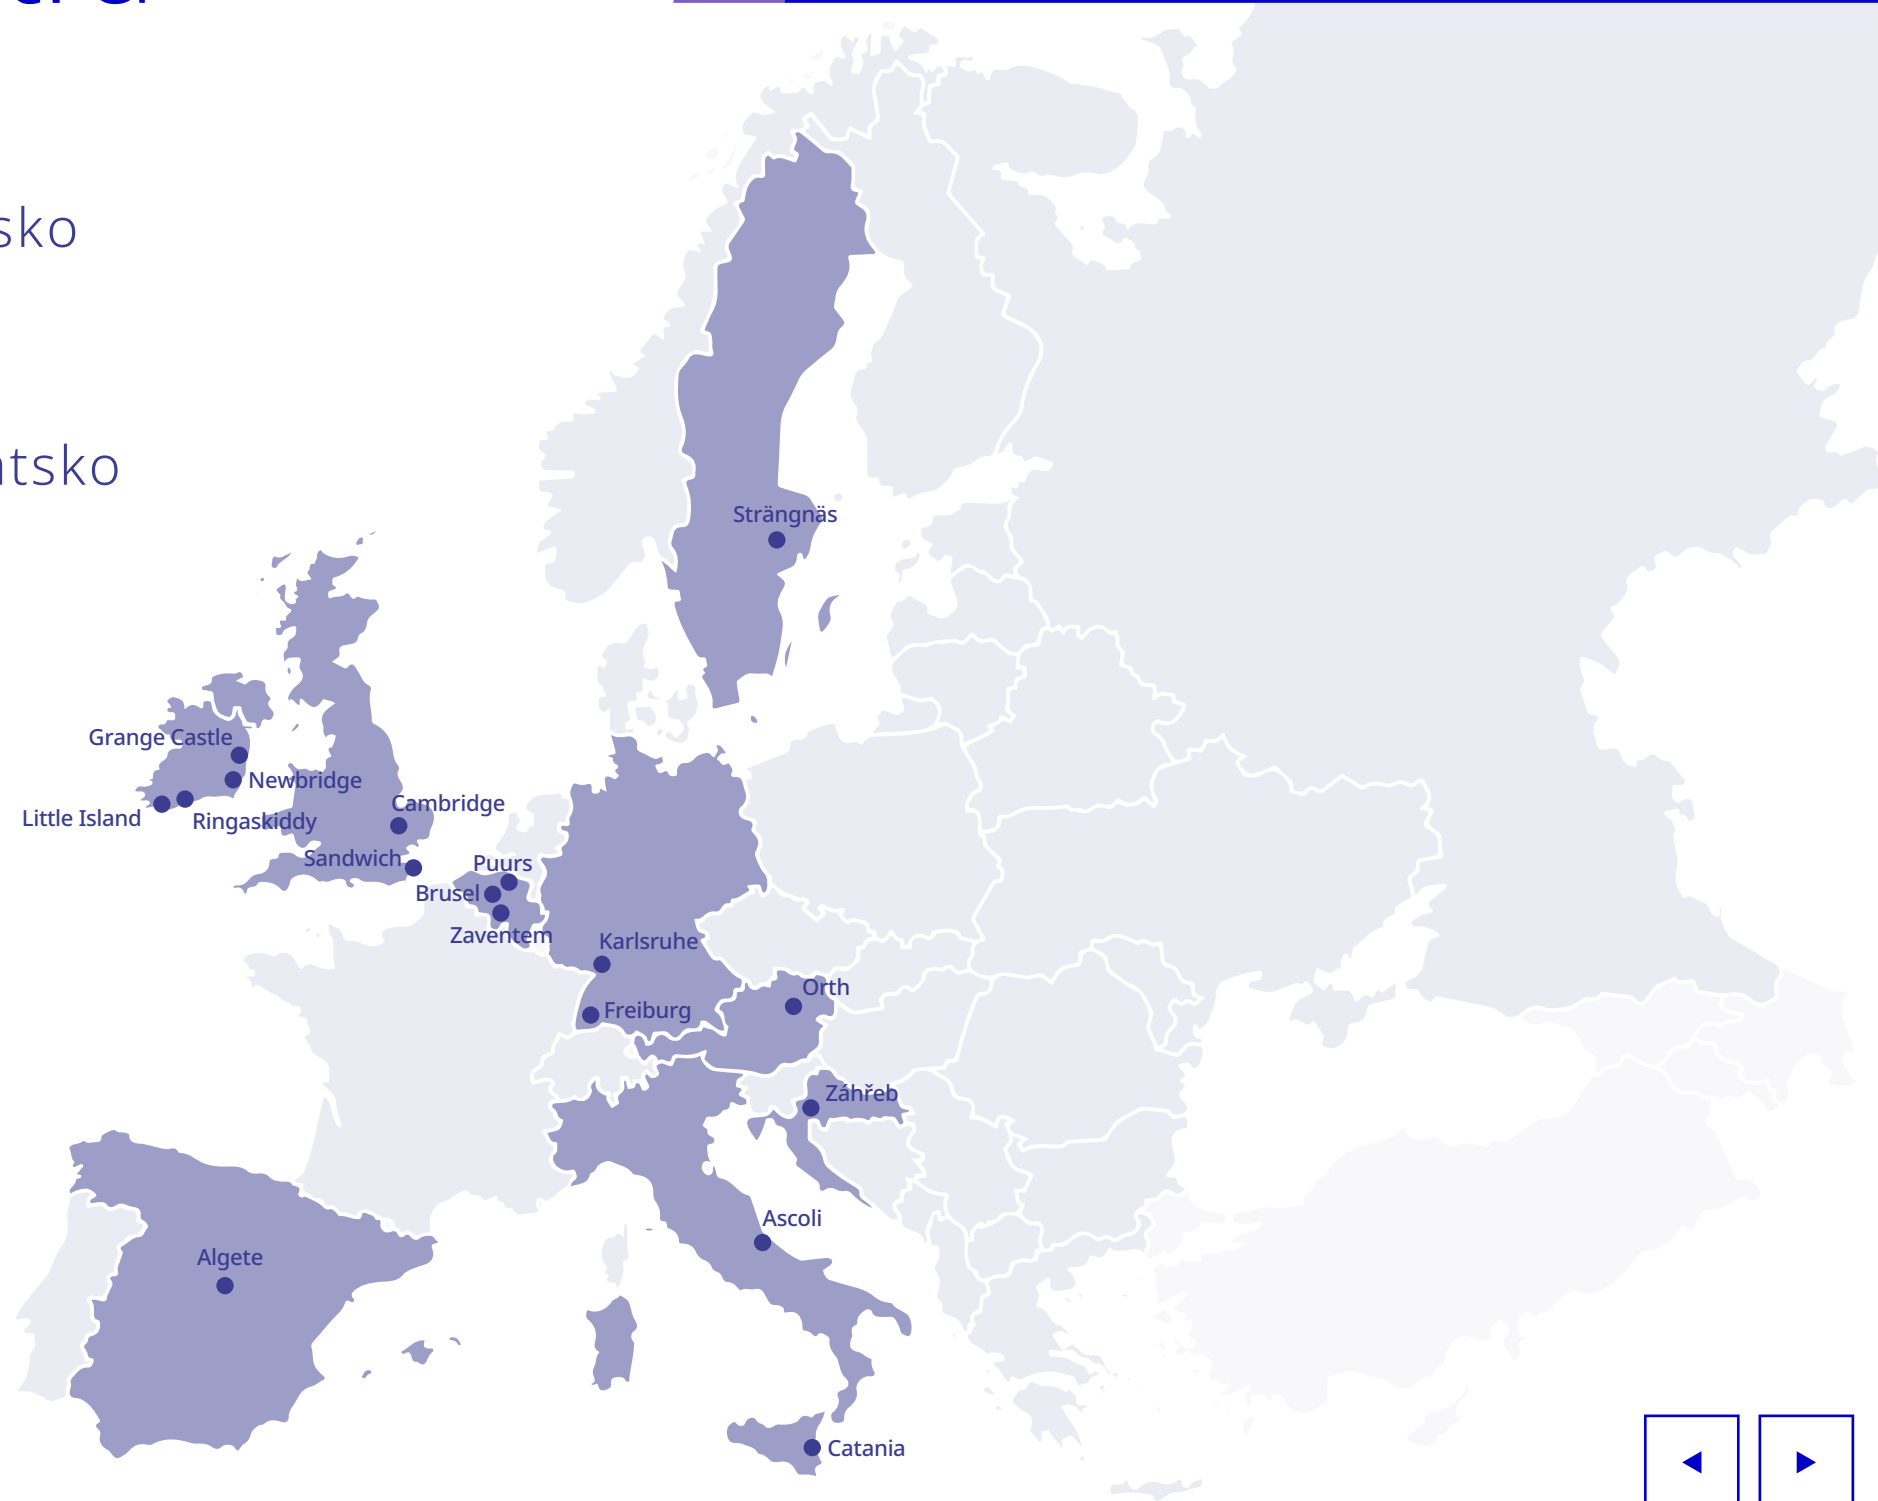 sko
tsko
Strängnäs
Grange Castle
Newbridge
Little Island
Ringaskiddy
Cambridge
Sandwich
Puurs
Brusel
Zaventem
Karlsruhe
Freiburg
Orth
Záhřeb
Ascoli
Algete
Catania